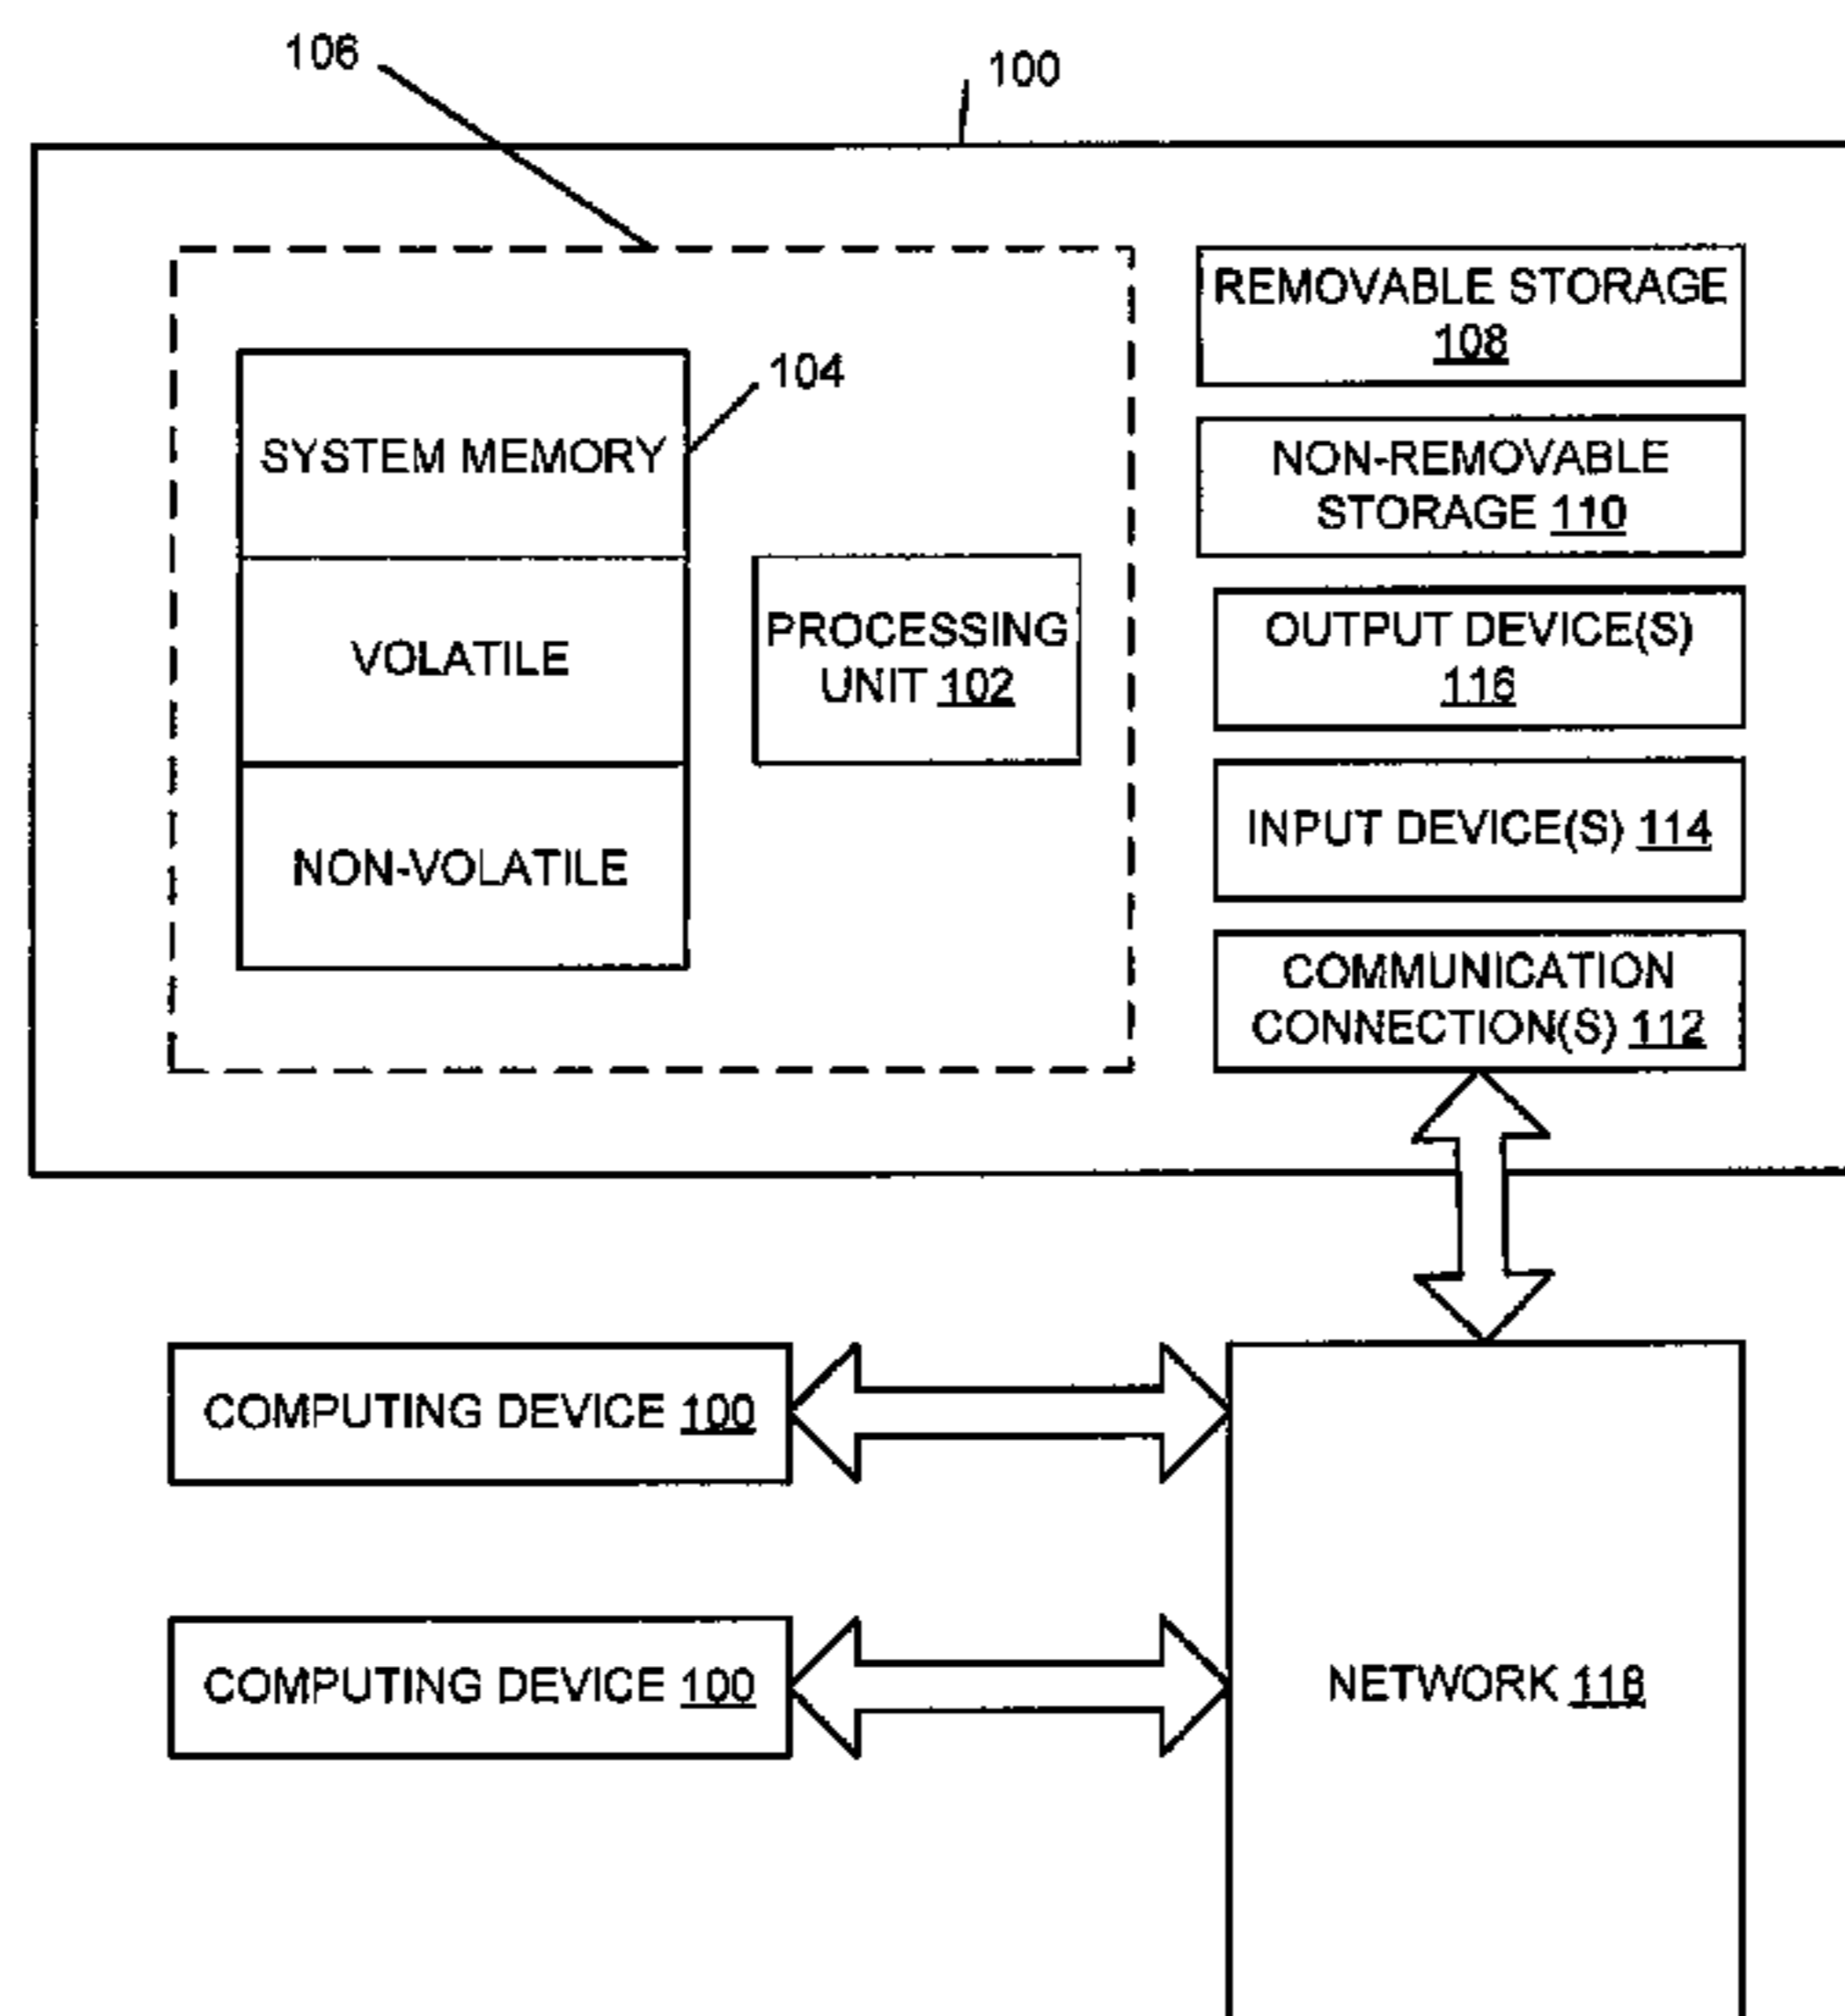 106
100
REMOVABLE STORAGE
108
104
SYSTEM MEMORY
NON-REMOVABLE
STORAGE 110
VOLATILE
PROCESSING
UNIT 102
OUTPUT DEVICE(S)
116
NON-VOLATILE
INPUT DEVICE(S) 114
COMMUNICATION
CONNECTION(S) 112
COMPUTING DEVICE 100
COMPUTING DEVICE 100
NETWORK 118